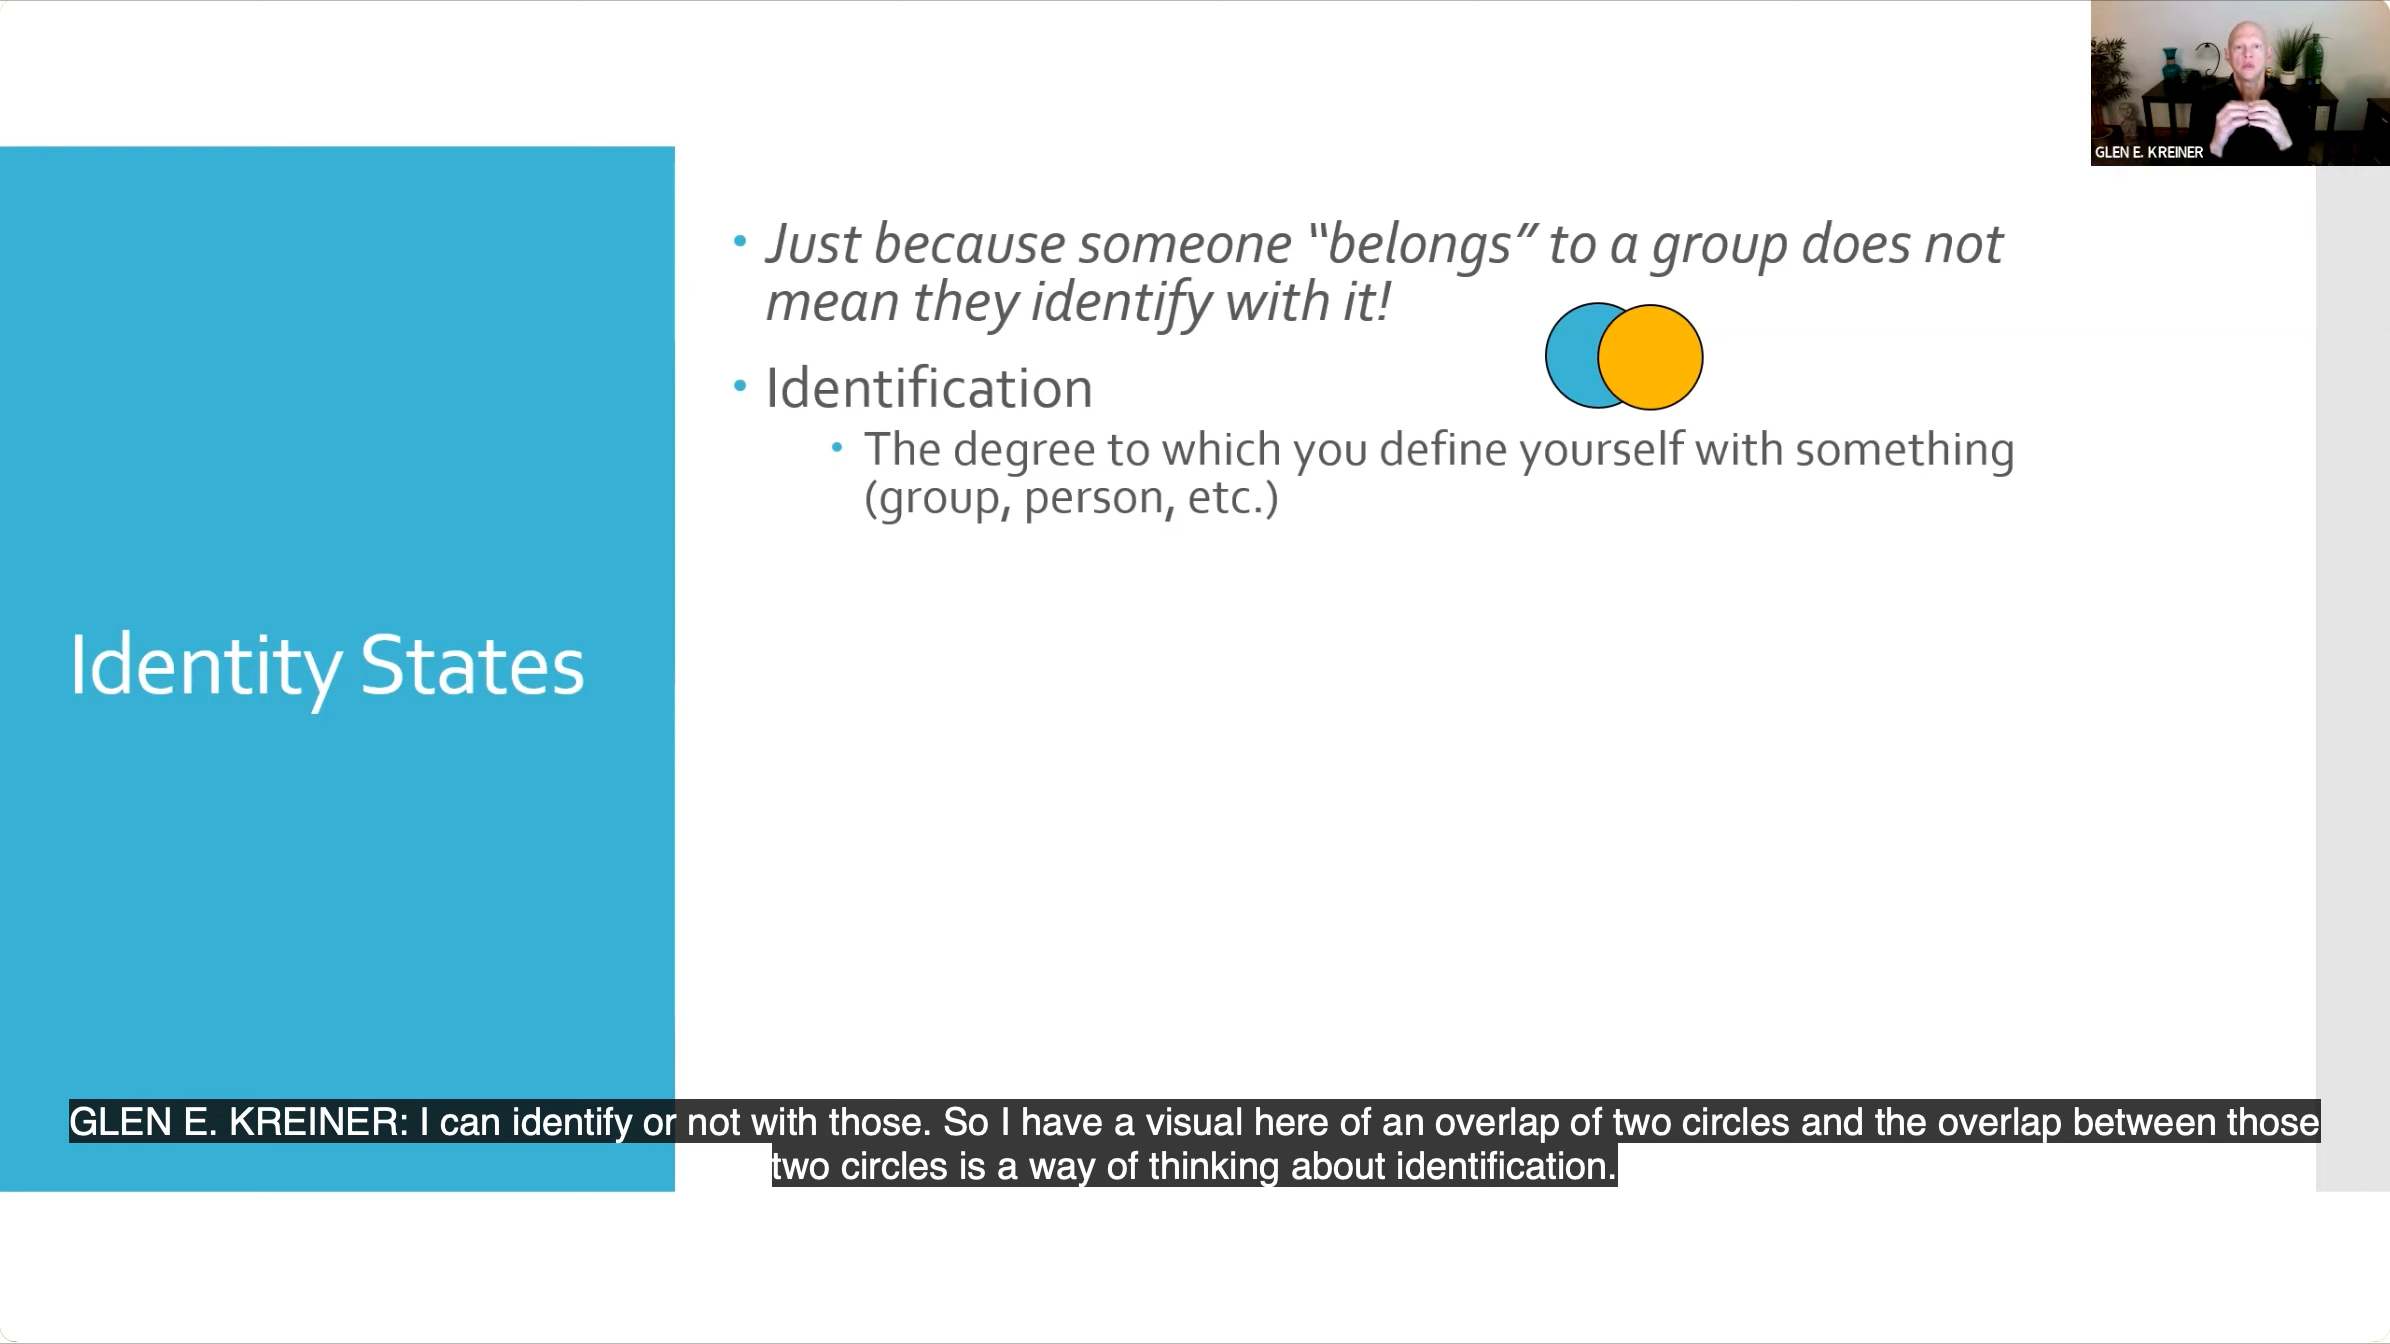 GLEN E. KREINER
• Just because someone “belongs” to a group does not
mean they identify with it!
• Identification
• The degree to which you define yourself with something
(group, person, etc.)
Identity States
GLEN E. KREINER: I can identify or not with those. So I have a visual here of an overlap of two circles and the overlap between those
two circles is a way of thinking about identification.